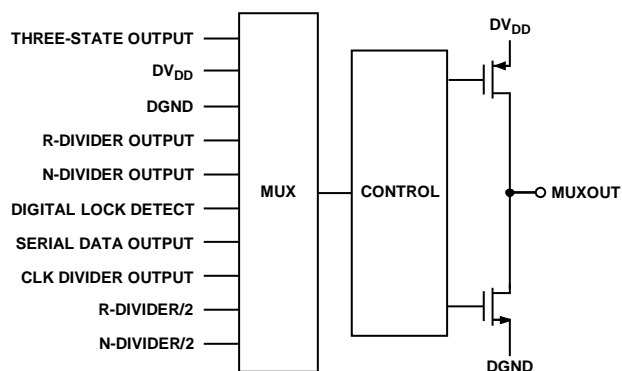 THREE-STATE OUTPUT
DVDD
DGND
R-DIVIDER OUTPUT
N-DIVIDER OUTPUT
DIGITAL LOCK DETECT
SERIAL DATA OUTPUT
CLK DIVIDER OUTPUT
R-DIVIDER/2
N-DIVIDER/2
MUX
CONTROL
DVDD
MUXOUT
DGND